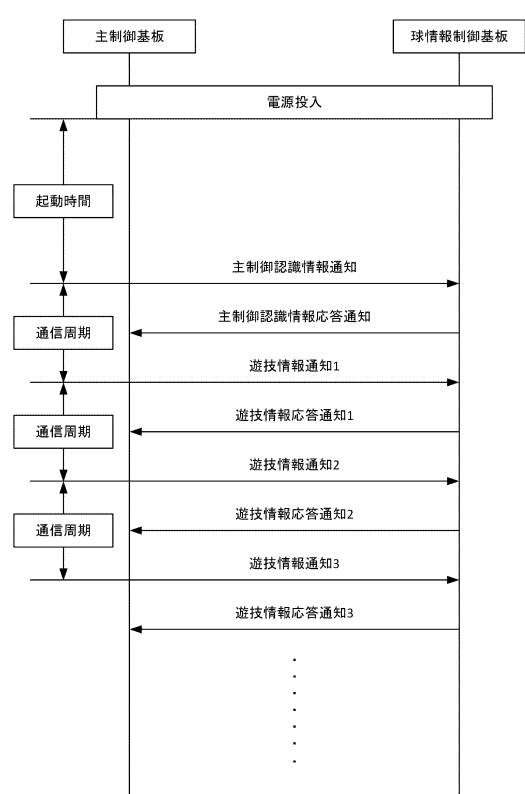 主制御基板
球情報制御基板
電源投入
起動時間
主制御認識情報通知
通信周期
主制御認識情報応答通知
遊技情報通知1
通信周期
遊技情報応答通知1
遊技情報通知2
通信周期
遊技情報応答通知2
遊技情報通知3
遊技情報応答通知3